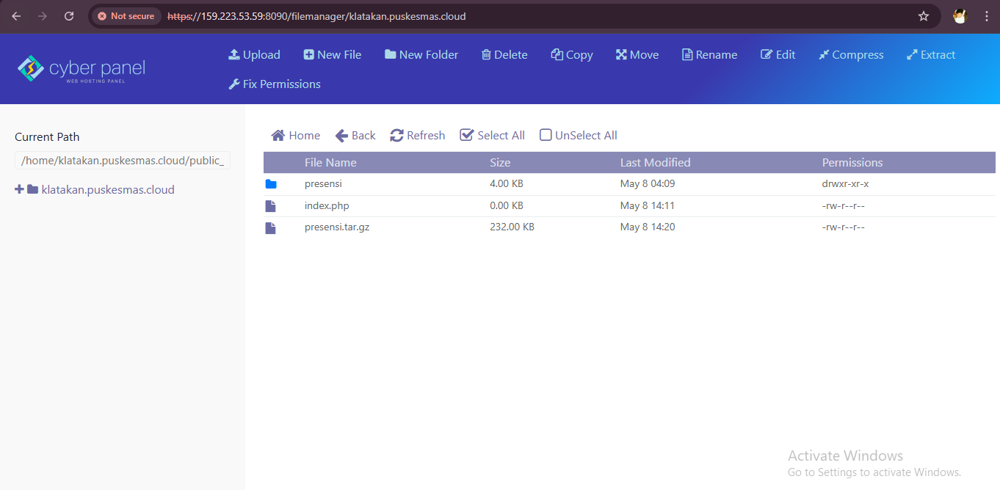 Not secure https://159.223.53.59:8090/filemanager/klatakan.puskesmas.cloud
cyber panel
WEB HOSTING PANEL
Upload New File New Folder Delete Copy Move Rename Edit Compress Extract
Fix Permissions
Current Path
/home/klatakan.puskesmas.cloud/public_
klatakan.puskesmas.cloud
Home Back Refresh Select All UnSelect All
File Name Size Last Modified Permissions
presensi 4.00 KB May 8 04:09 drwxr-xr-x
index.php 0.00 KB May 8 14:11 -rw-r--r--
presensi.tar.gz 232.00 KB May 8 14:20 -rw-r--r--
Activate Windows
Go to Settings to activate Windows.